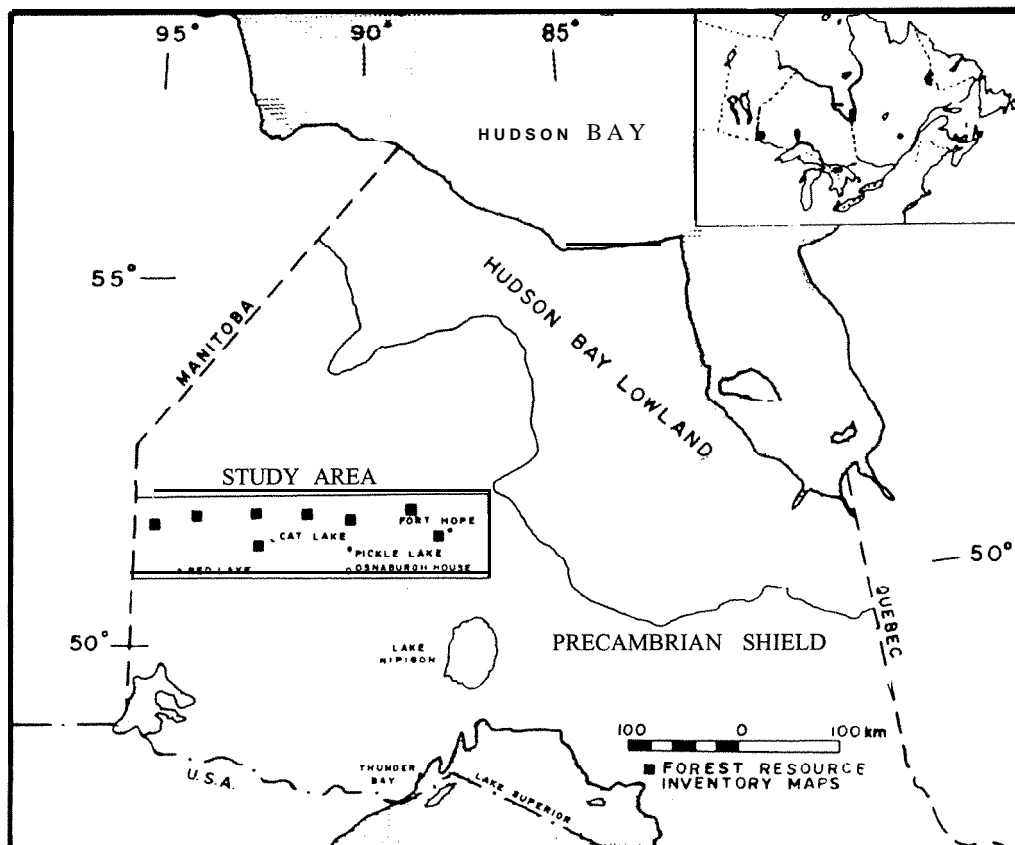 95° 90° 85°
HUDSON BAY
55°
MANITOBA
HUDSON BAY LOWLAND
STUDY AREA
FORT HOPE
CAT LAKE
PICKLE LAKE
RED LAKE
OSNABURGH HOUSE
50°
50°
QUEBEC
PRECAMBRIAN SHIELD
LAKE
NIPIGON
100 0 100 km
FOREST RESOURCE
INVENTORY MAPS
THUNDER
BAY
U.S.A.
LAKE SUPERIOR